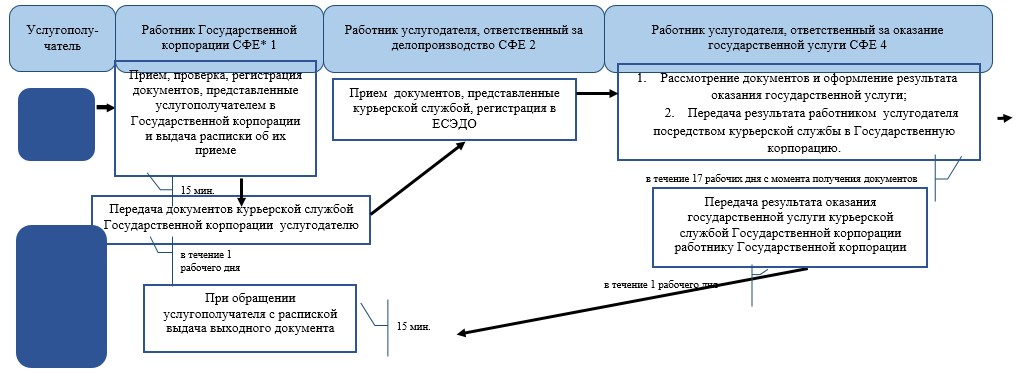 Услугополу-
чатель
Работник Государственной
корпорации СФЕ* 1
Работник услугодателя, ответственный за
делопроизводство СФЕ 2
Работник услугодателя, ответственный за оказание
государственной услуги СФЕ 4
Прием, проверка, регистрация
документов, представленные
услугополучателем в
Государственной корпорации
и выдача расписки об их
приеме
15 мин.
Прием документов, представленные
курьерской службой, регистрация в
ЕСЭДО
1. Рассмотрение документов и оформление результата
оказания государственной услуги;
2. Передача результата работником услугодателя
посредством курьерской службы в Государственную
корпорацию.
в течение 17 рабочих дня с момента получения документов
Передача документов курьерской службой
Государственной корпорации услугодателю
в течение 1
рабочего дня
Передача результата оказания
государственной услуги курьерской
службой Государственной корпорации
работнику Государственной корпорации
в течение 1 рабочего дня
При обращении
услугополучателя с распиской
выдача выходного документа
15 мин.